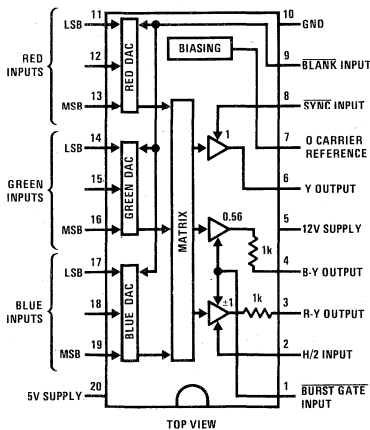 11
LSB
10
GND
RED
INPUTS
12
RED DAC
BIASING
9
BLANK INPUT
13
MSB
8
SYNC INPUT
14
LSB
1
7
O CARRIER
REFERENCE
GREEN
INPUTS
15
GREEN DAC
MATRIX
6
Y OUTPUT
16
MSB
0.56
5
12V SUPPLY
1k
17
LSB
4
B-Y OUTPUT
BLUE
INPUTS
18
BLUE DAC
±1
1k
3
R-Y OUTPUT
19
MSB
2
H/2 INPUT
20
5V SUPPLY
1
BURST GATE
INPUT
TOP VIEW